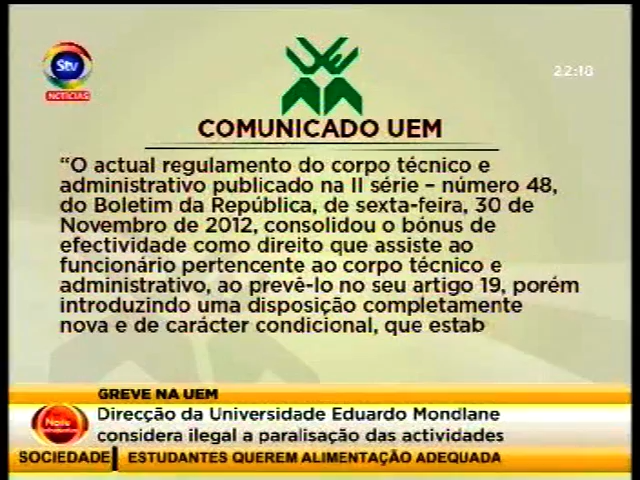 Stv
NOTÍCIAS
22:18
COMUNICADO UEM
“O actual regulamento do corpo técnico e
administrativo publicado na II série – número 48,
do Boletim da República, de sexta-feira, 30 de
Novembro de 2012, consolidou o bónus de
efectividade como direito que assiste ao
funcionário pertencente ao corpo técnico e
administrativo, ao prevê-lo no seu artigo 19, porém
introduzindo uma disposição completamente
nova e de carácter condicional, que estab
GREVE NA UEM
Direcção da Universidade Eduardo Mondlane
considera ilegal a paralisação das actividades
SOCIEDADE ESTUDANTES QUEREM ALIMENTAÇÃO ADEQUADA